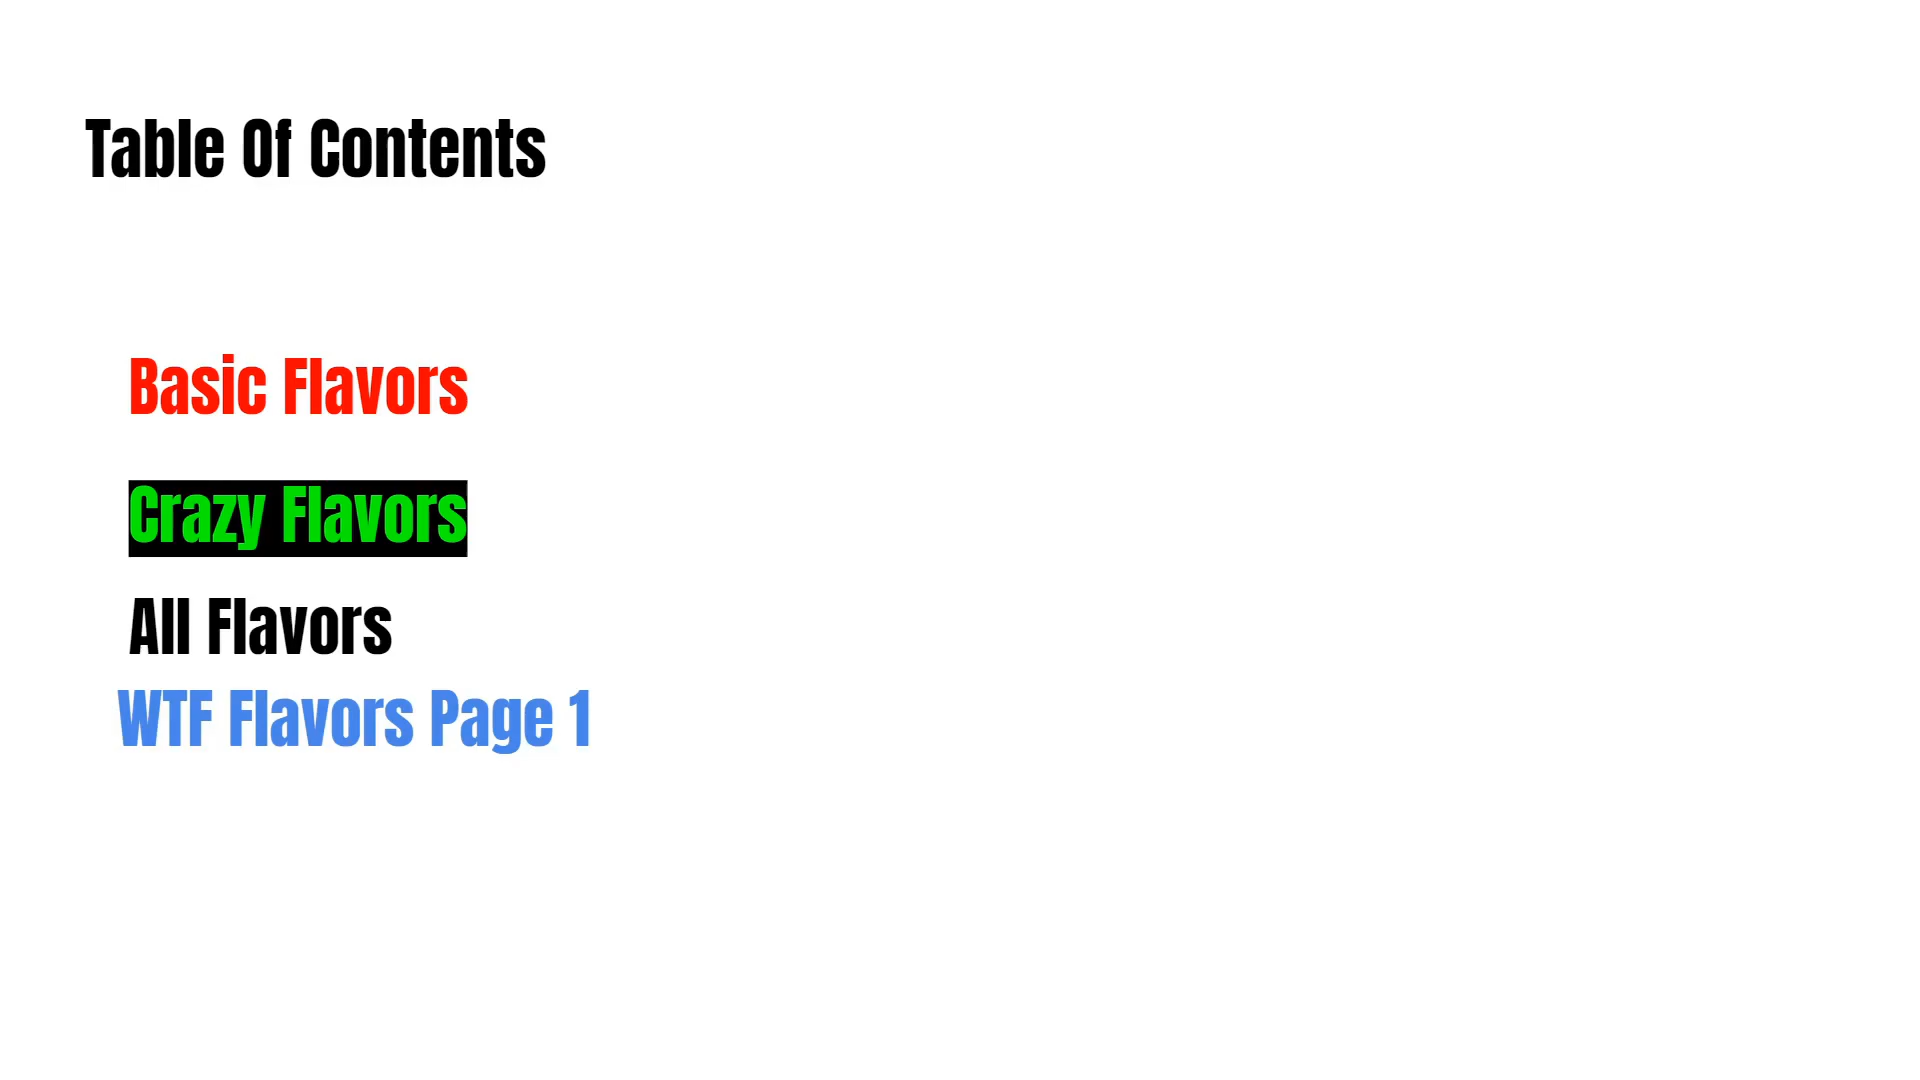 Table Of Contents
Basic Flavors
Crazy Flavors
All Flavors
WTF Flavors Page 1